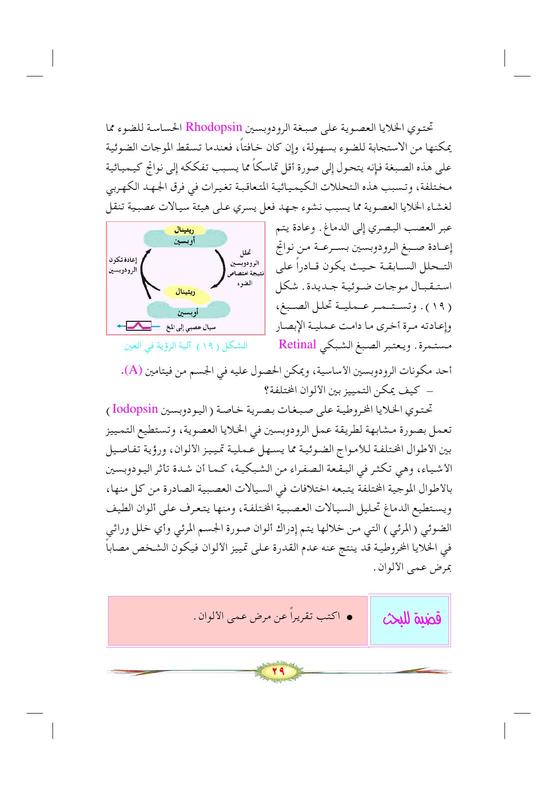 تحتوي الخلايا العصوية على صبغة الرودوبسين Rhodopsin الحساسة للضوء مما
يمكنها من الاستجابة للضوء بسهولة، وإن كان خافتاً، فعندما تسقط الموجات الضوئية
على هذه الصبغة فإنه يتحول إلى صورة أقل تماسكاً مما يسبب تفككه إلى نواتج كيميائية
مختلفة، وتسبب هذه التحللات الكيميائية المتعاقبة تغيرات في فرق الجهد الكهربي
لغشاء الخلايا العصوية مما يسبب نشوء جهد فعل يسري على هيئة سيالات عصبية تنقل
عبر العصب البصري إلى الدماغ. وعادة يتم
إعادة صبغ الرودوبسين بسرعة من نواتج
التحلل السابقة حيث يكون قادراً على
استقبال موجات ضوئية جديدة. شكل
(١٩). وتستمر عملية تحلل الصبغ،
وإعادته مرة أخرى ما دامت عملية الإبصار
مستمرة. ويعتبر الصبغ الشبكي Retinal
ريتينال
أوبسين
تحلل
الرودوبسين
نتيجة امتصاص
الضوء
إعادة تكون
الرودوبسين
ريتينال
أوبسين
سيال عصبي إلى المخ
الشكل (١٩) آلية الرؤية في العين
أحد مكونات الرودوبسين الأساسية، ويمكن الحصول عليه في الجسم من فيتامين (A).
– كيف يمكن التمييز بين الألوان المختلفة؟
تحتوي الخلايا المخروطية على صبغات بصرية خاصة (اليودوبسين Iodopsin)
تعمل بصورة مشابهة لطريقة عمل الرودوبسين في الخلايا العصوية، وتستطيع التمييز
بين الأطوال المختلفة للأمواج الضوئية مما يسهل عملية تمييز الألوان، ورؤية تفاصيل
الأشياء، وهي تكثر في البقعة الصفراء من الشبكية، كما أن شدة تأثر اليودوبسين
بالأطوال الموجية المختلفة يتبعه اختلافات في السيالات العصبية الصادرة من كل منها،
ويستطيع الدماغ تحليل السيالات العصبية المختلفة، ومنها يتعرف على ألوان الطيف
الضوئي (المرئي) التي من خلالها يتم إدراك ألوان صورة الجسم المرئي وأي خلل وراثي
في الخلايا المخروطية قد ينتج عنه عدم القدرة على تمييز الألوان فيكون الشخص مصاباً
بمرض عمى الألوان.
قضية للبحث
● اكتب تقريراً عن مرض عمى الألوان.
٢٩